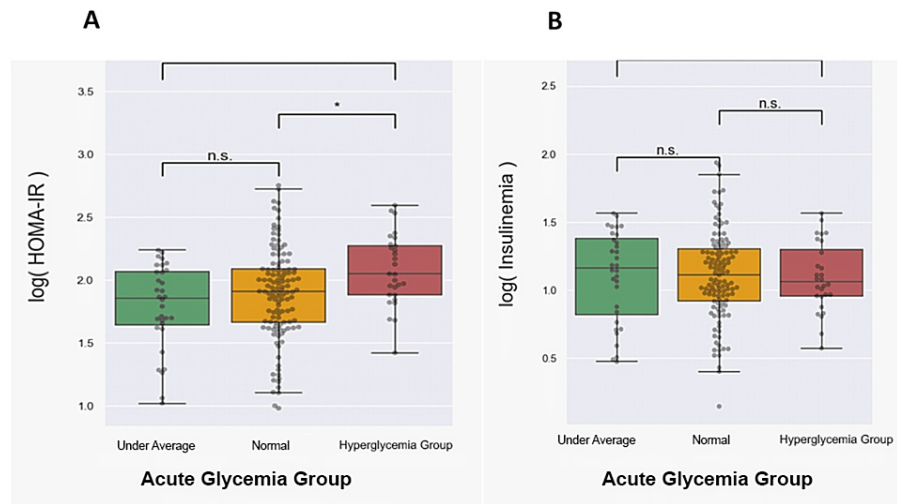 A
B
3.5
3.0
2.5
2.0
1.5
1.0
log( HOMA-IR )
n.s.
*
Under Average
Normal
Hyperglycemia Group
Acute Glycemia Group
2.5
2.0
1.5
1.0
0.5
log( Insulinemia )
n.s.
n.s.
Under Average
Normal
Hyperglycemia Group
Acute Glycemia Group